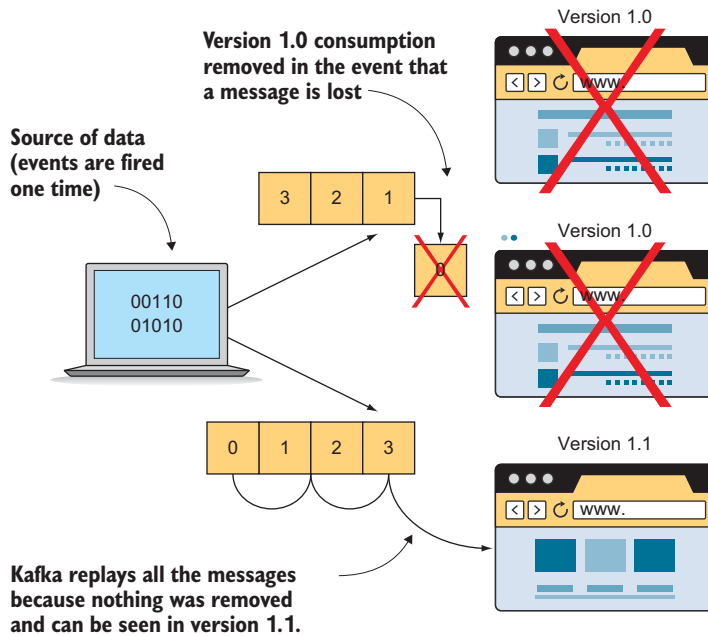 Version 1.0
Version 1.0 consumption
removed in the event that
a message is lost
www.
Source of data
(events are fired
one time)
3 2 1
0
Version 1.0
www.
00110
01010
0 1 2 3
Version 1.1
www.
Kafka replays all the messages
because nothing was removed
and can be seen in version 1.1.